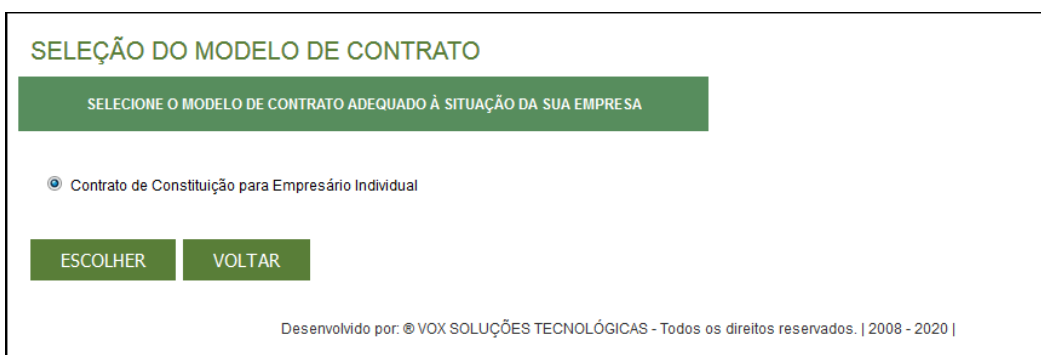 SELEÇÃO DO MODELO DE CONTRATO
SELECIONE O MODELO DE CONTRATO ADEQUADO À SITUAÇÃO DA SUA EMPRESA
Contrato de Constituição para Empresário Individual
ESCOLHER VOLTAR
Desenvolvido por: ® VOX SOLUÇÕES TECNOLÓGICAS - Todos os direitos reservados. | 2008 - 2020 |